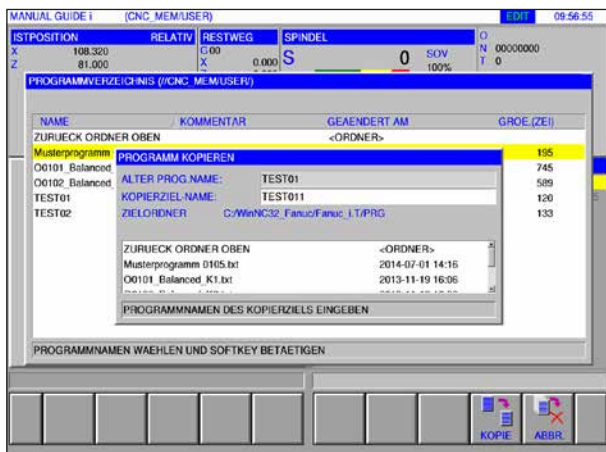 MANUAL GUIDE i (CNC_MEM/USER) EDIT 09:56:55
ISTPOSITION RELATIV RESTWEG SPINDEL O
X 108.320 G00 N 00000000
Z 81.000 X 0.000 S 0 SOV T 0
100%
PROGRAMMVERZEICHNIS (//CNC_MEM/USER/)
NAME KOMMENTAR GEAENDERT AM GROE.(ZEI)
ZURUECK ORDNER OBEN <ORDNER>
Musterprogramm 195
O0101_Balanced_ 745
O0102_Balanced_ 589
TEST01 120
TEST02 133
PROGRAMM KOPIEREN
ALTER PROG.NAME: TEST01
KOPIERZIEL-NAME: TEST011
ZIELORDNER C:/WinNC32_Fanuc/Fanuc_i.T/PRG
ZURUECK ORDNER OBEN <ORDNER>
Musterprogramm 0105.txt 2014-07-01 14:16
O0101_Balanced_K1.txt 2013-11-19 16:06
PROGRAMMNAMEN DES KOPIERZIELS EINGEBEN
PROGRAMMNAMEN WAEHLEN UND SOFTKEY BETAETIGEN
KOPIE ABBR.